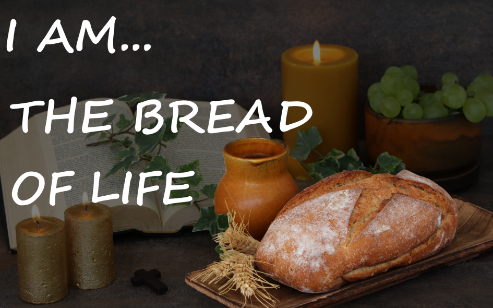 I AM...
THE BREAD
OF LIFE